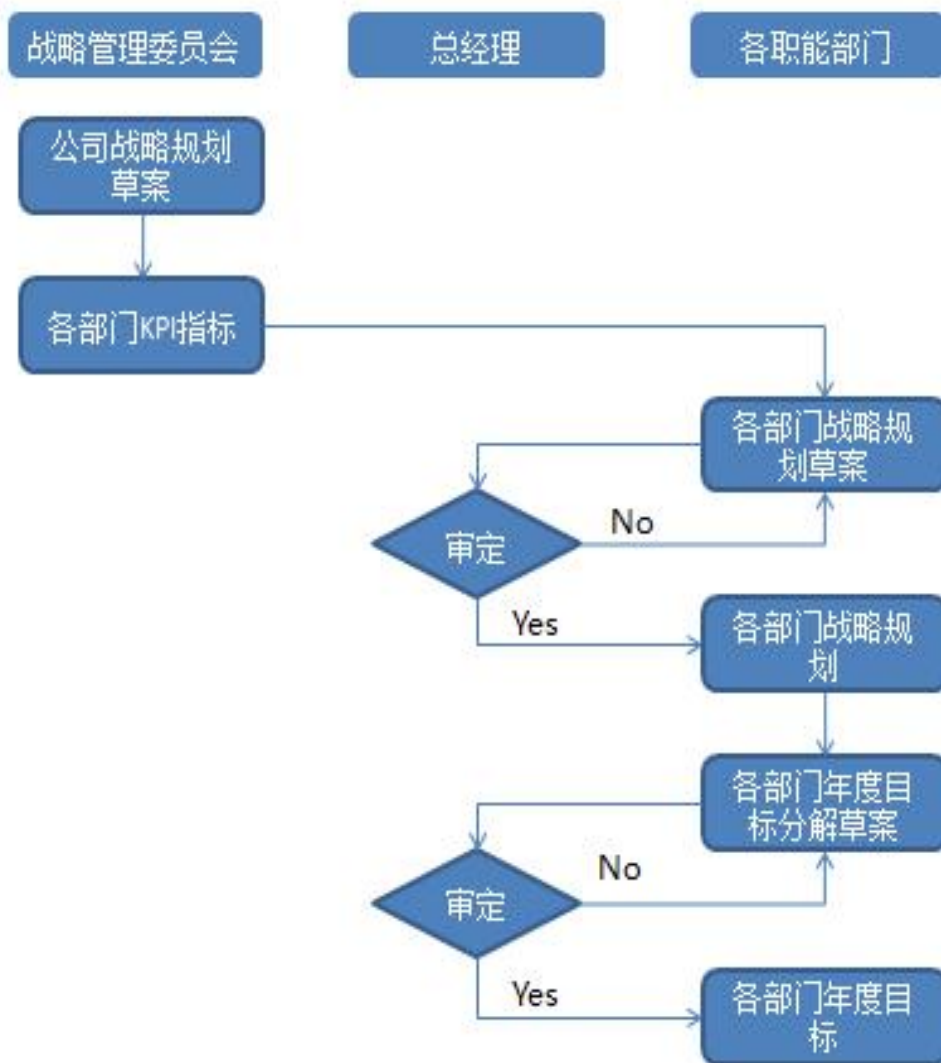 战略管理委员会
总经理
各职能部门
公司战略规划
草案
各部门KPI指标
各部门战略规
划草案
审定
No
Yes
各部门战略规
划
各部门年度目
标分解草案
审定
No
Yes
各部门年度目
标